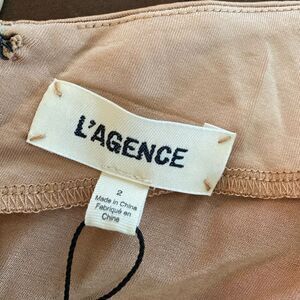 L'AGENCE
2
Made in China
Fabriqué en
Chine